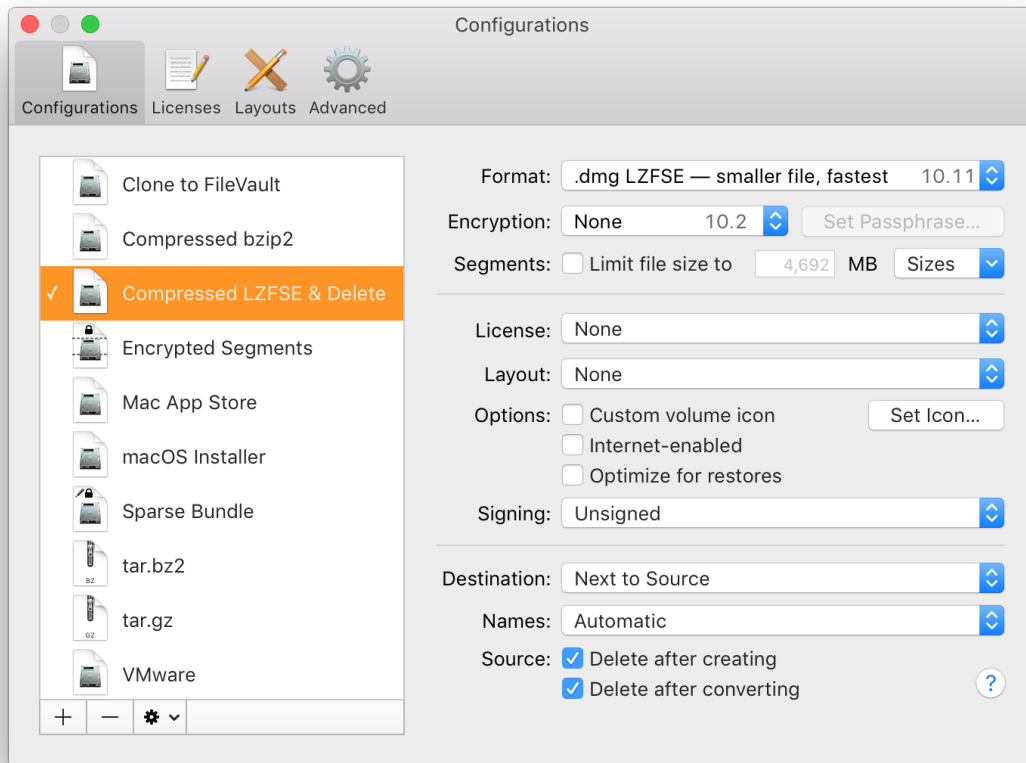 Configurations
Configurations Licenses Layouts Advanced
Clone to FileVault
Compressed bzip2
✓ Compressed LZFSE & Delete
Encrypted Segments
Mac App Store
macOS Installer
Sparse Bundle
BZ tar.bz2
GZ tar.gz
VMware
Format: .dmg LZFSE — smaller file, fastest 10.11
Encryption: None 10.2 Set Passphrase...
Segments: Limit file size to 4,692 MB Sizes
License: None
Layout: None
Options: Custom volume icon Set Icon...
Internet-enabled
Optimize for restores
Signing: Unsigned
Destination: Next to Source
Names: Automatic
Source: Delete after creating
Delete after converting
?